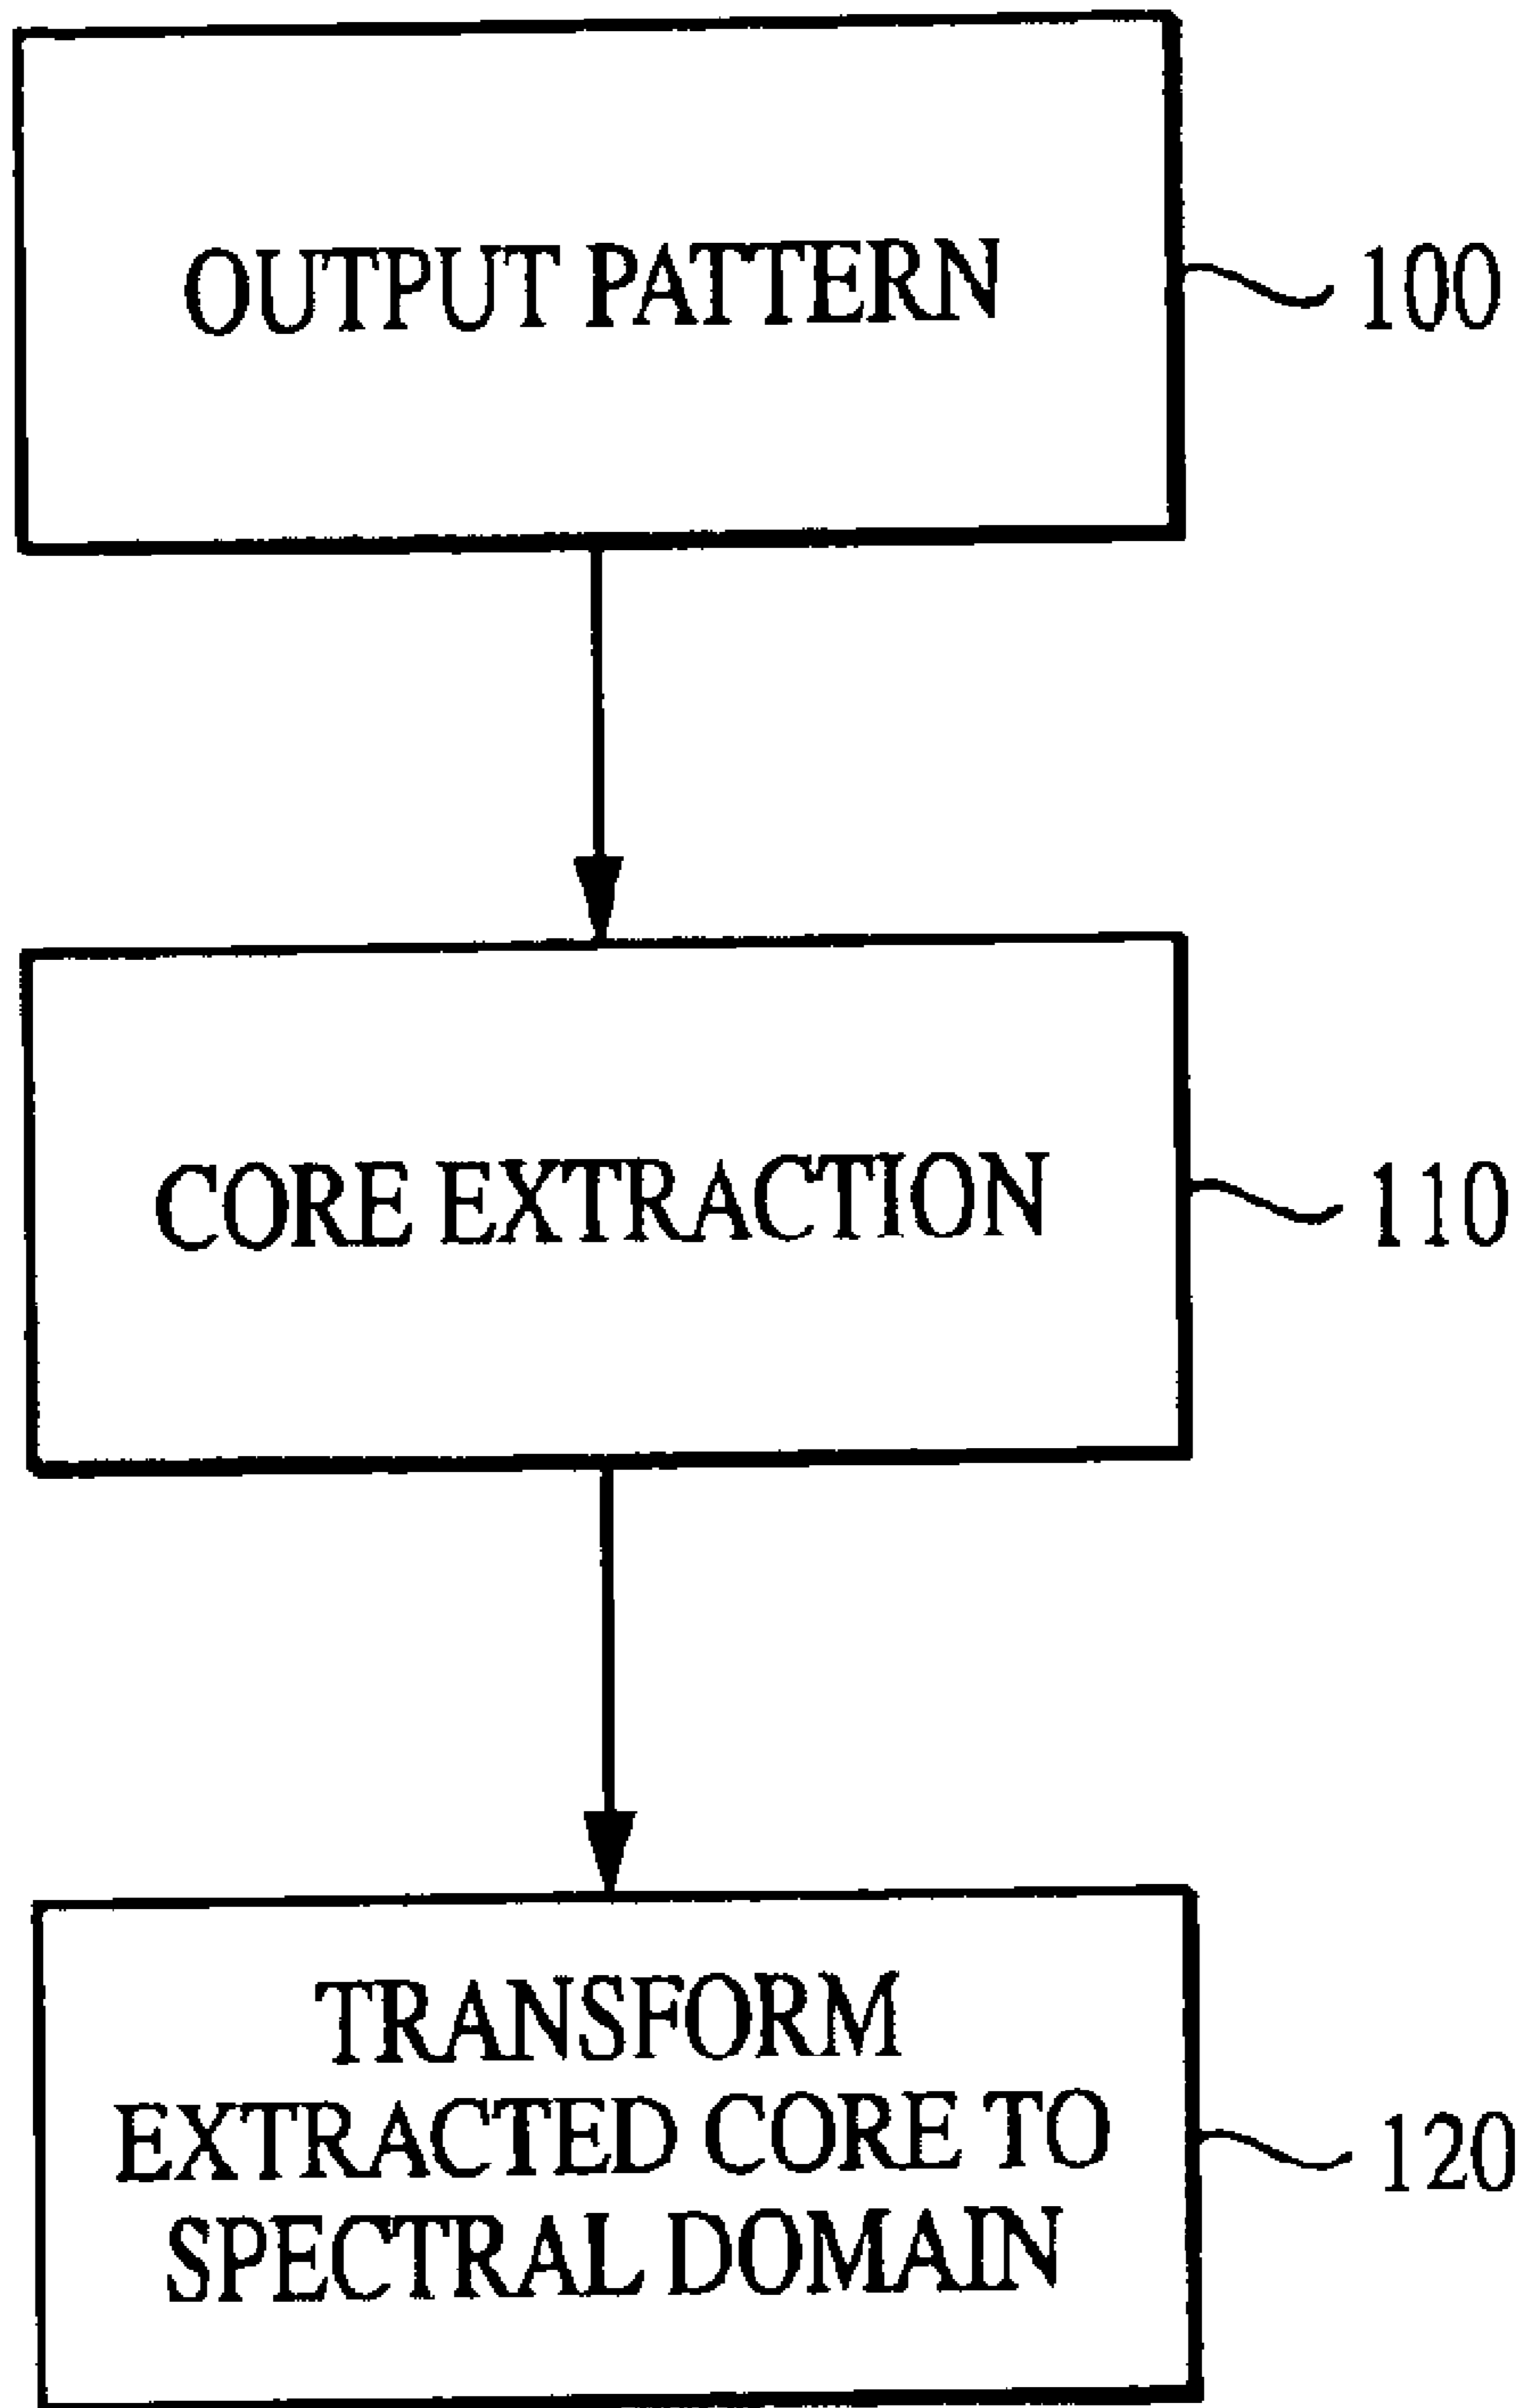 OUTPUT PATTERN
100
CORE EXTRACTION
110
TRANSFORM
EXTRACTED CORE TO
SPECTRAL DOMAIN
120